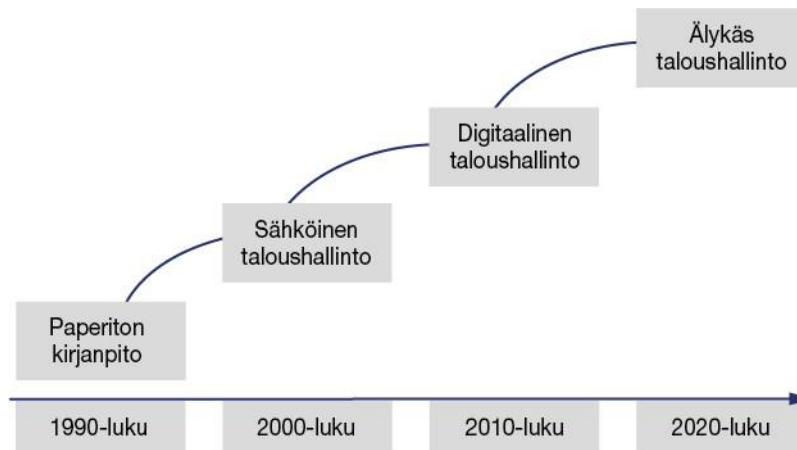 Älykäs
taloushallinto
Digitaalinen
taloushallinto
Sähköinen
taloushallinto
Paperiton
kirjanpito
1990-luku
2000-luku
2010-luku
2020-luku